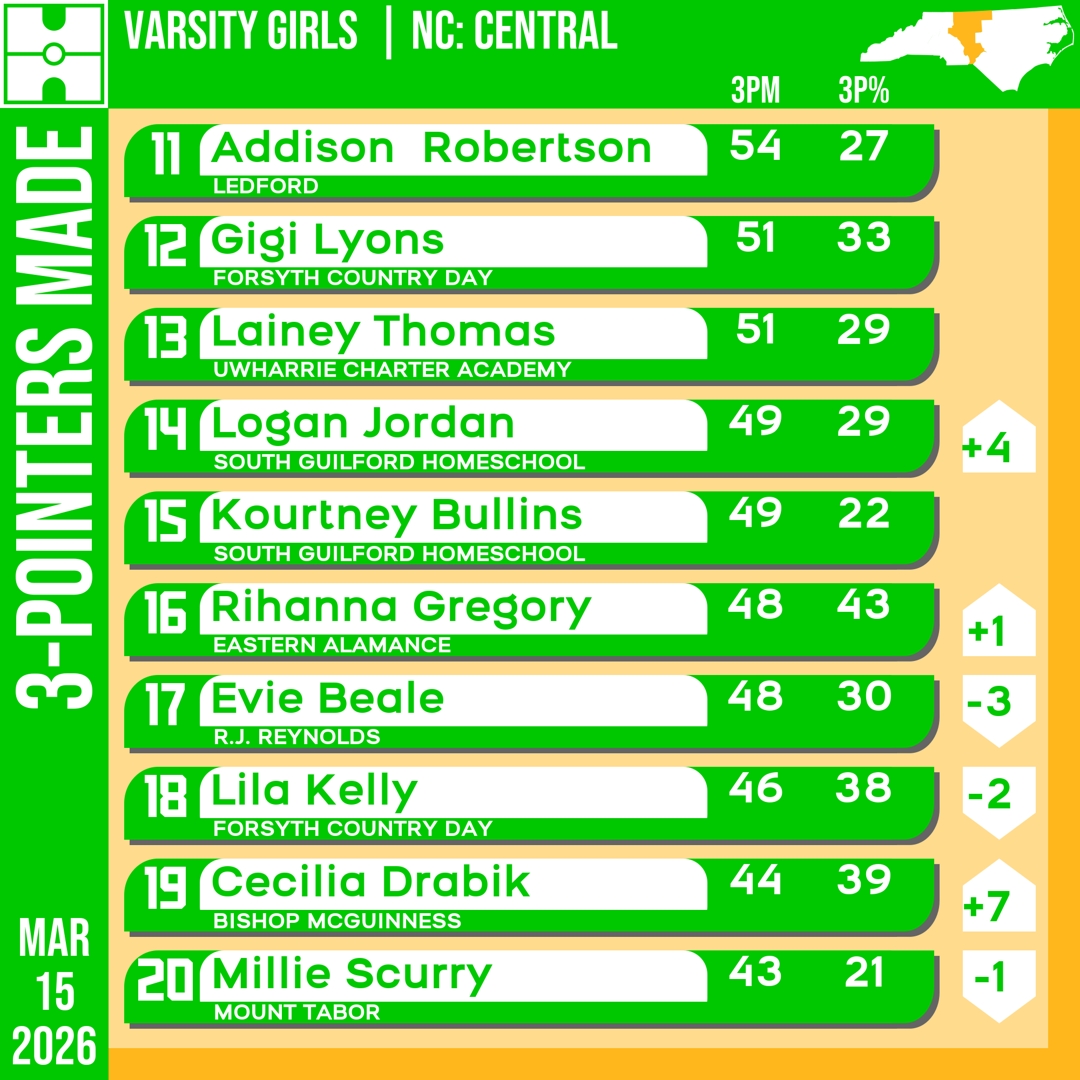 VARSITY GIRLS | NC: CENTRAL
3PM 3P%
3-POINTERS MADE
11 Addison Robertson 54 27
LEDFORD
12 Gigi Lyons 51 33
FORSYTH COUNTRY DAY
13 Lainey Thomas 51 29
UWHARRIE CHARTER ACADEMY
14 Logan Jordan 49 29 +4
SOUTH GUILFORD HOMESCHOOL
15 Kourtney Bullins 49 22
SOUTH GUILFORD HOMESCHOOL
16 Rihanna Gregory 48 43 +1
EASTERN ALAMANCE
17 Evie Beale 48 30 -3
R.J. REYNOLDS
18 Lila Kelly 46 38 -2
FORSYTH COUNTRY DAY
19 Cecilia Drabik 44 39 +7
BISHOP MCGUINNESS
20 Millie Scurry 43 21 -1
MOUNT TABOR
MAR
15
2026